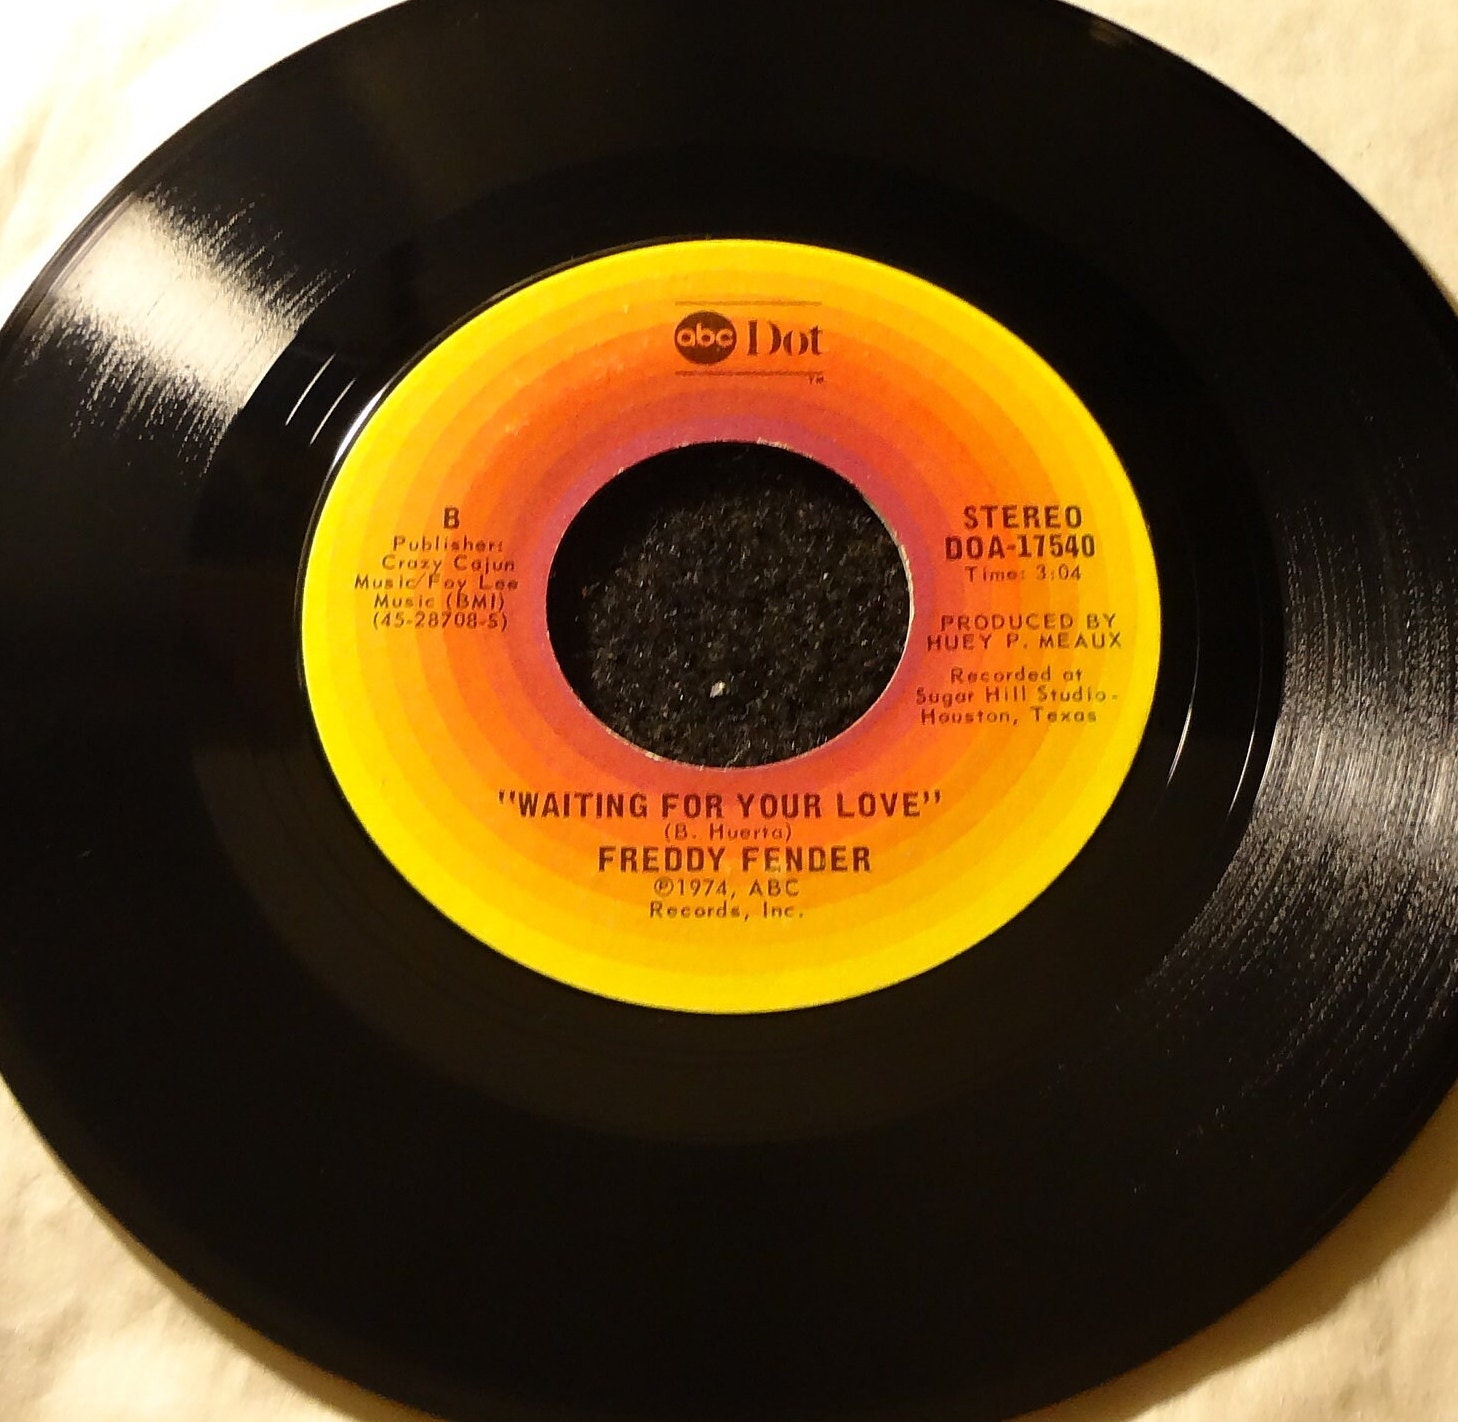 abc Dot
TM
B
Publisher:
Crazy Cajun
Music/Foy Lee
Music (BMI)
(45-28708-S)
STEREO
DOA-17540
Time: 3:04
PRODUCED BY
HUEY P. MEAUX
Recorded at
Sugar Hill Studio-
Houston, Texas
"WAITING FOR YOUR LOVE"
(B. Huerta)
FREDDY FENDER
℗1974, ABC
Records, Inc.